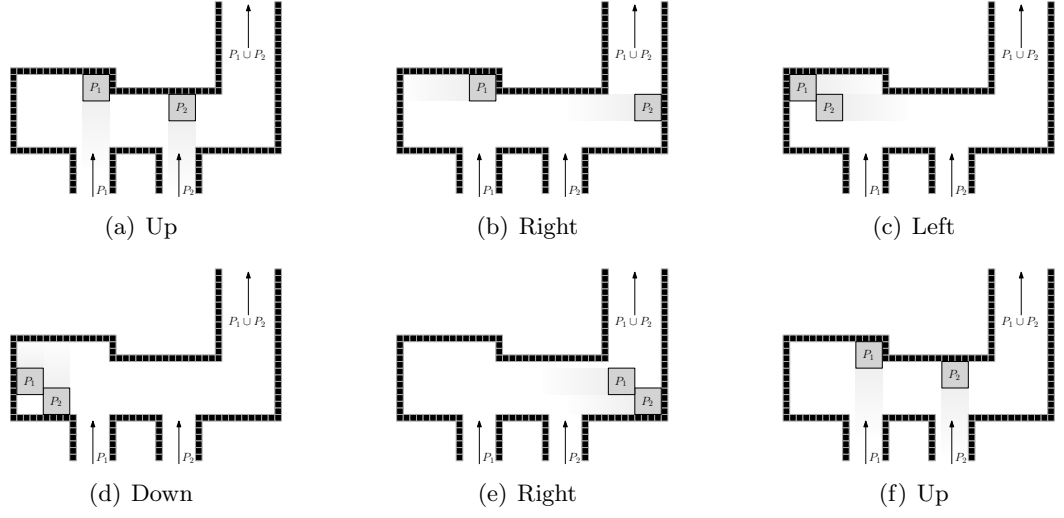 P₁ ∪ P₂
P₁
P₂
P₁
P₂
(a) Up
P₁ ∪ P₂
P₁
P₂
P₁
P₂
(b) Right
P₁ ∪ P₂
P₁
P₂
P₁
P₂
(c) Left
P₁ ∪ P₂
P₁
P₂
P₁
P₂
(d) Down
P₁ ∪ P₂
P₁
P₂
P₁
P₂
(e) Right
P₁ ∪ P₂
P₁
P₂
P₁
P₂
(f) Up